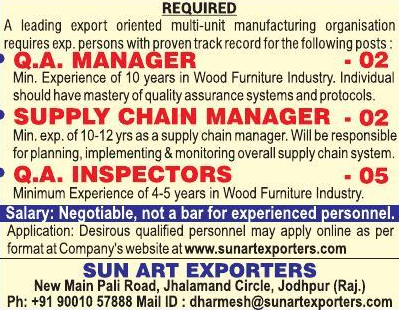 REQUIRED
A leading export oriented multi-unit manufacturing organisation
requires exp. persons with proven track record for the following posts :
• Q.A. MANAGER - 02
Min. Experience of 10 years in Wood Furniture Industry. Individual
should have mastery of quality assurance systems and protocols.
• SUPPLY CHAIN MANAGER - 02
Min. exp. of 10-12 yrs as a supply chain manager. Will be responsible
for planning, implementing & monitoring overall supply chain system.
• Q.A. INSPECTORS - 05
Minimum Experience of 4-5 years in Wood Furniture Industry.
Salary: Negotiable, not a bar for experienced personnel.
Application: Desirous qualified personnel may apply online as per
format at Company's website at www.sunartexporters.com
SUN ART EXPORTERS
New Main Pali Road, Jhalamand Circle, Jodhpur (Raj.)
Ph: +91 90010 57888 Mail ID : dharmesh@sunartexporters.com